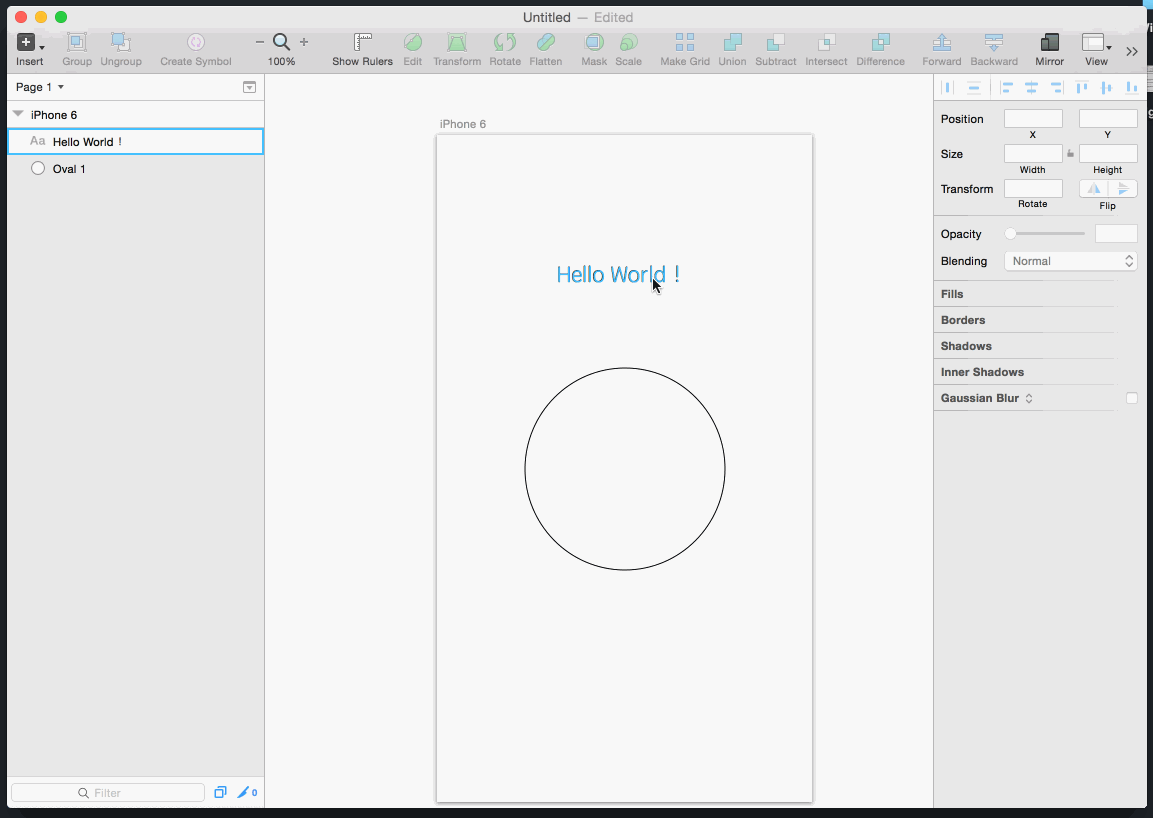 Untitled — Edited
Insert Group Ungroup Create Symbol 100% Show Rulers Edit Transform Rotate Flatten Mask Scale Make Grid Union Subtract Intersect Difference Forward Backward Mirror View
Page 1
iPhone 6
Aa Hello World !
Oval 1
Filter
0
iPhone 6
Hello World !
Position
X Y
Size
Width Height
Transform
Rotate Flip
Opacity
Blending Normal
Fills
Borders
Shadows
Inner Shadows
Gaussian Blur